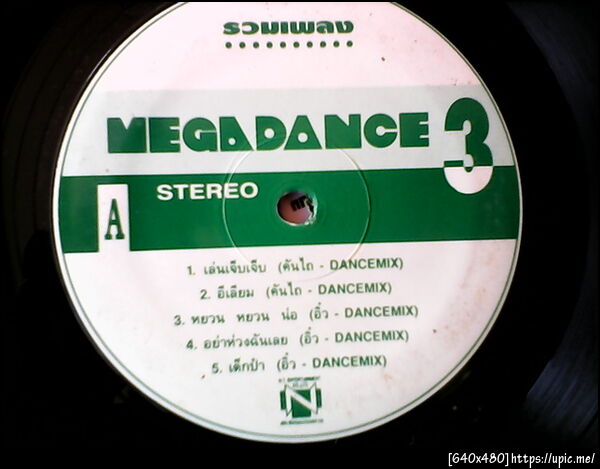 รวมเพลง
MEGADANCE 3
A STEREO
1. เล่นเจ็บเจ็บ (คันไถ - DANCEMIX)
2. อีเลียม (คันไถ - DANCEMIX)
3. หยวน หยวน น่อ (อิ๋ว - DANCEMIX)
4. อย่าห่วงฉันเลย (อิ๋ว - DANCEMIX)
5. เด็กป๋า (อิ๋ว - DANCEMIX)
N
[640x480]https://upic.me/